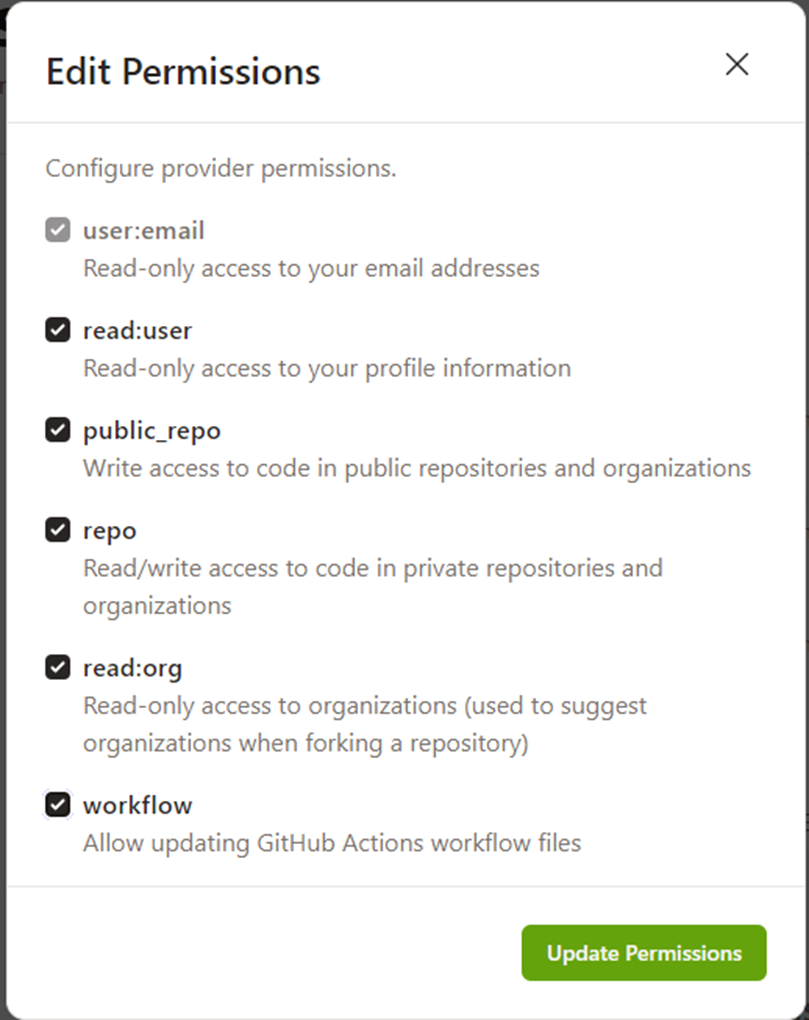 Edit Permissions
Configure provider permissions.
user:email
Read-only access to your email addresses
read:user
Read-only access to your profile information
public_repo
Write access to code in public repositories and organizations
repo
Read/write access to code in private repositories and
organizations
read:org
Read-only access to organizations (used to suggest
organizations when forking a repository)
workflow
Allow updating GitHub Actions workflow files
Update Permissions